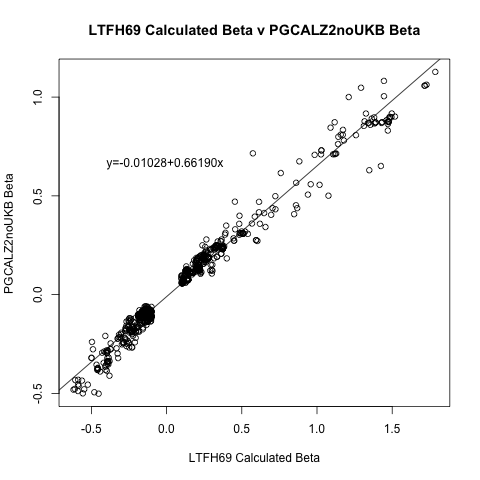 LTFH69 Calculated Beta v PGCALZ2noUKB Beta
y=-0.01028+0.66190x
PGCALZ2noUKB Beta
1.0
0.5
0.0
-0.5
-0.5 0.0 0.5 1.0 1.5
LTFH69 Calculated Beta